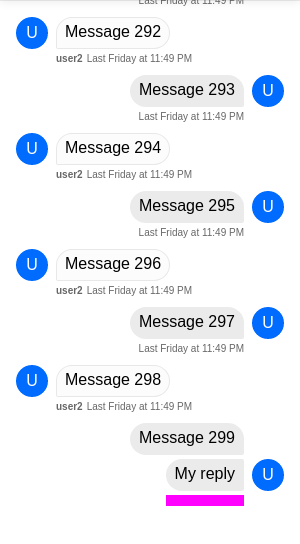 Last Friday at 11:49 PM
U Message 292
user2 Last Friday at 11:49 PM
Message 293 U
Last Friday at 11:49 PM
U Message 294
user2 Last Friday at 11:49 PM
Message 295 U
Last Friday at 11:49 PM
U Message 296
user2 Last Friday at 11:49 PM
Message 297 U
Last Friday at 11:49 PM
U Message 298
user2 Last Friday at 11:49 PM
Message 299
My reply U